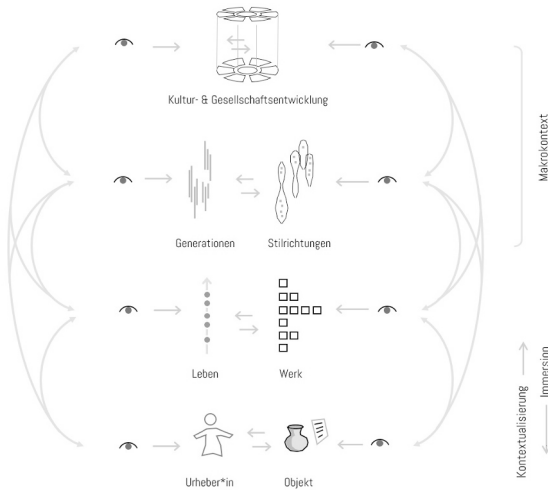 Kultur- & Gesellschaftsentwicklung
Makrokontext
Generationen
Stilrichtungen
Leben
Werk
Kontextualisierung
Immersion
Urheber*in
Objekt